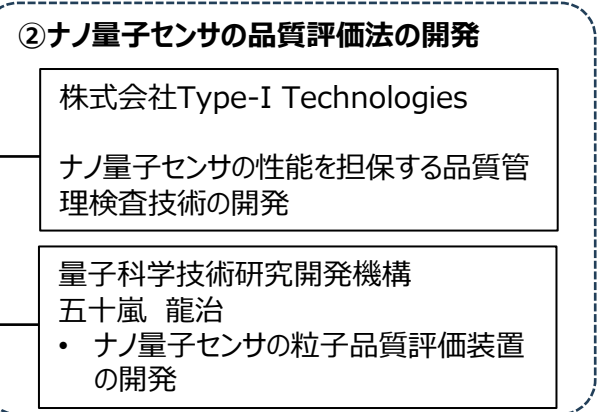 ②ナノ量子センサの品質評価法の開発
株式会社Type-I Technologies
ナノ量子センサの性能を担保する品質管
理検査技術の開発
量子科学技術研究開発機構
五十嵐 龍治
• ナノ量子センサの粒子品質評価装置
の開発